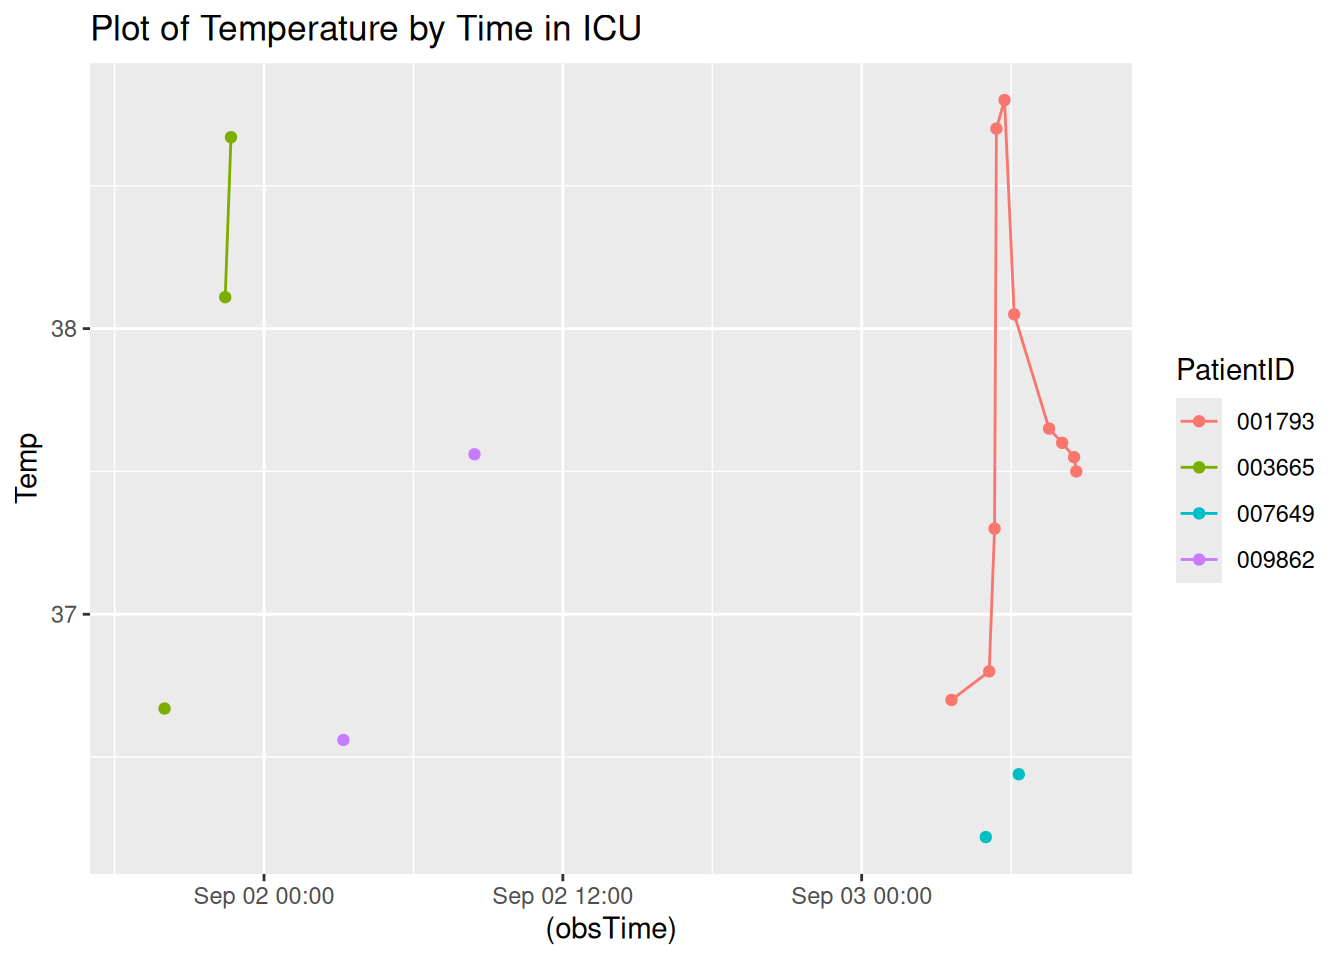 Plot of Temperature by Time in ICU
Temp
38
37
Sep 02 00:00
Sep 02 12:00
Sep 03 00:00
(obsTime)
PatientID
001793
003665
007649
009862